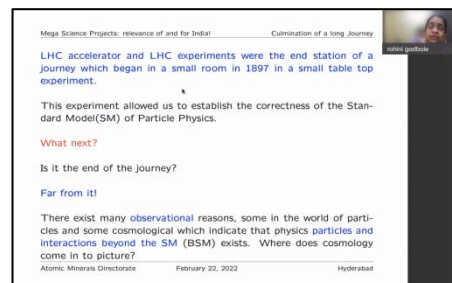 Mega Science Projects: relevance of and for India!
Culmination of a long Journey
rohini godbole
LHC accelerator and LHC experiments were the end station of a
journey which began in a small room in 1897 in a small table top
experiment.
This experiment allowed us to establish the correctness of the Stan-
dard Model(SM) of Particle Physics.
What next?
Is it the end of the journey?
Far from it!
There exist many observational reasons, some in the world of parti-
cles and some cosmological which indicate that physics particles and
interactions beyond the SM (BSM) exists. Where does cosmology
come in to picture?
Atomic Minerals Directorate
February 22, 2022
Hyderabad